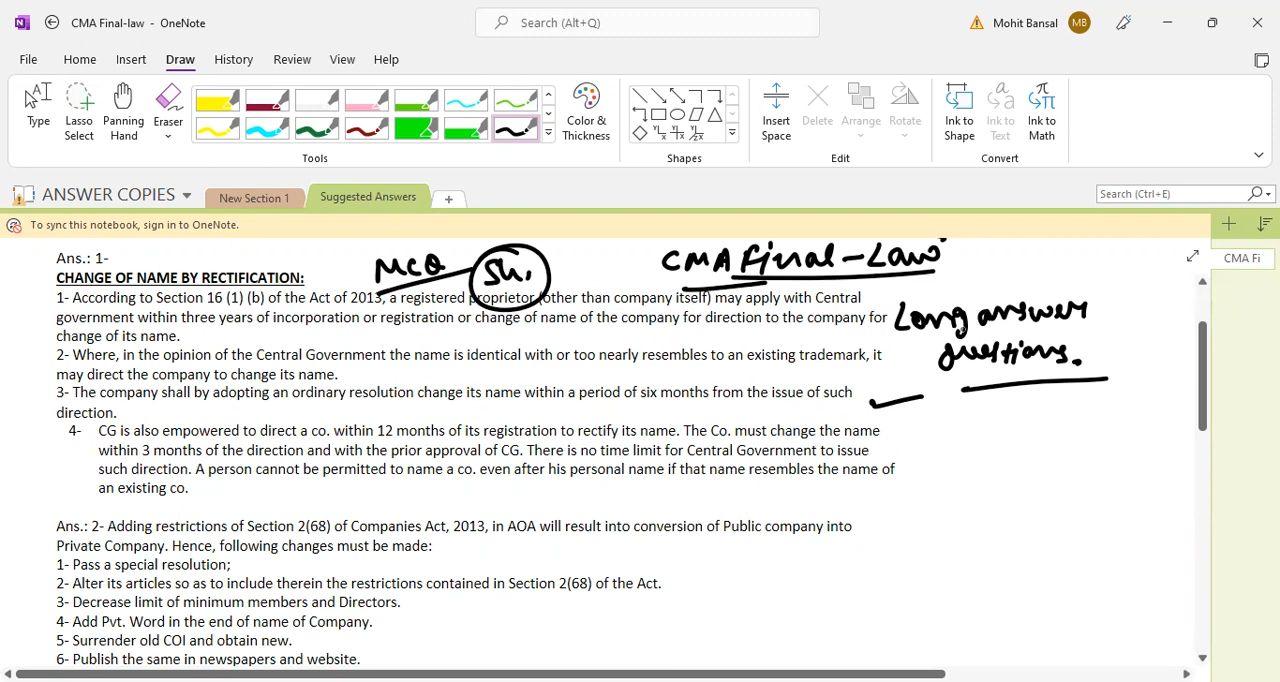 CMA Final-law - OneNote
Search (Alt+Q)
Mohit Bansal
MB
File Home Insert Draw History Review View Help
Type
Lasso Select
Panning Hand
Eraser
Color & Thickness
Insert Space
Delete
Arrange
Rotate
Ink to Shape
Ink to Text
Ink to Math
Tools
Shapes
Edit
Convert
ANSWER COPIES
New Section 1
Suggested Answers
Search (Ctrl+E)
To sync this notebook, sign in to OneNote.
CMA Fi
Ans.: 1-
MCQ
CMA Final - Law
CHANGE OF NAME BY RECTIFICATION:
1- According to Section 16 (1) (b) of the Act of 2013, a registered proprietor (other than company itself) may apply with Central
government within three years of incorporation or registration or change of name of the company for direction to the company for
change of its name.
Long answer
questions.
2- Where, in the opinion of the Central Government the name is identical with or too nearly resembles to an existing trademark, it
may direct the company to change its name.
3- The company shall by adopting an ordinary resolution change its name within a period of six months from the issue of such
direction.
4- CG is also empowered to direct a co. within 12 months of its registration to rectify its name. The Co. must change the name
within 3 months of the direction and with the prior approval of CG. There is no time limit for Central Government to issue
such direction. A person cannot be permitted to name a co. even after his personal name if that name resembles the name of
an existing co.
Ans.: 2- Adding restrictions of Section 2(68) of Companies Act, 2013, in AOA will result into conversion of Public company into
Private Company. Hence, following changes must be made:
1- Pass a special resolution;
2- Alter its articles so as to include therein the restrictions contained in Section 2(68) of the Act.
3- Decrease limit of minimum members and Directors.
4- Add Pvt. Word in the end of name of Company.
5- Surrender old COI and obtain new.
6- Publish the same in newspapers and website.